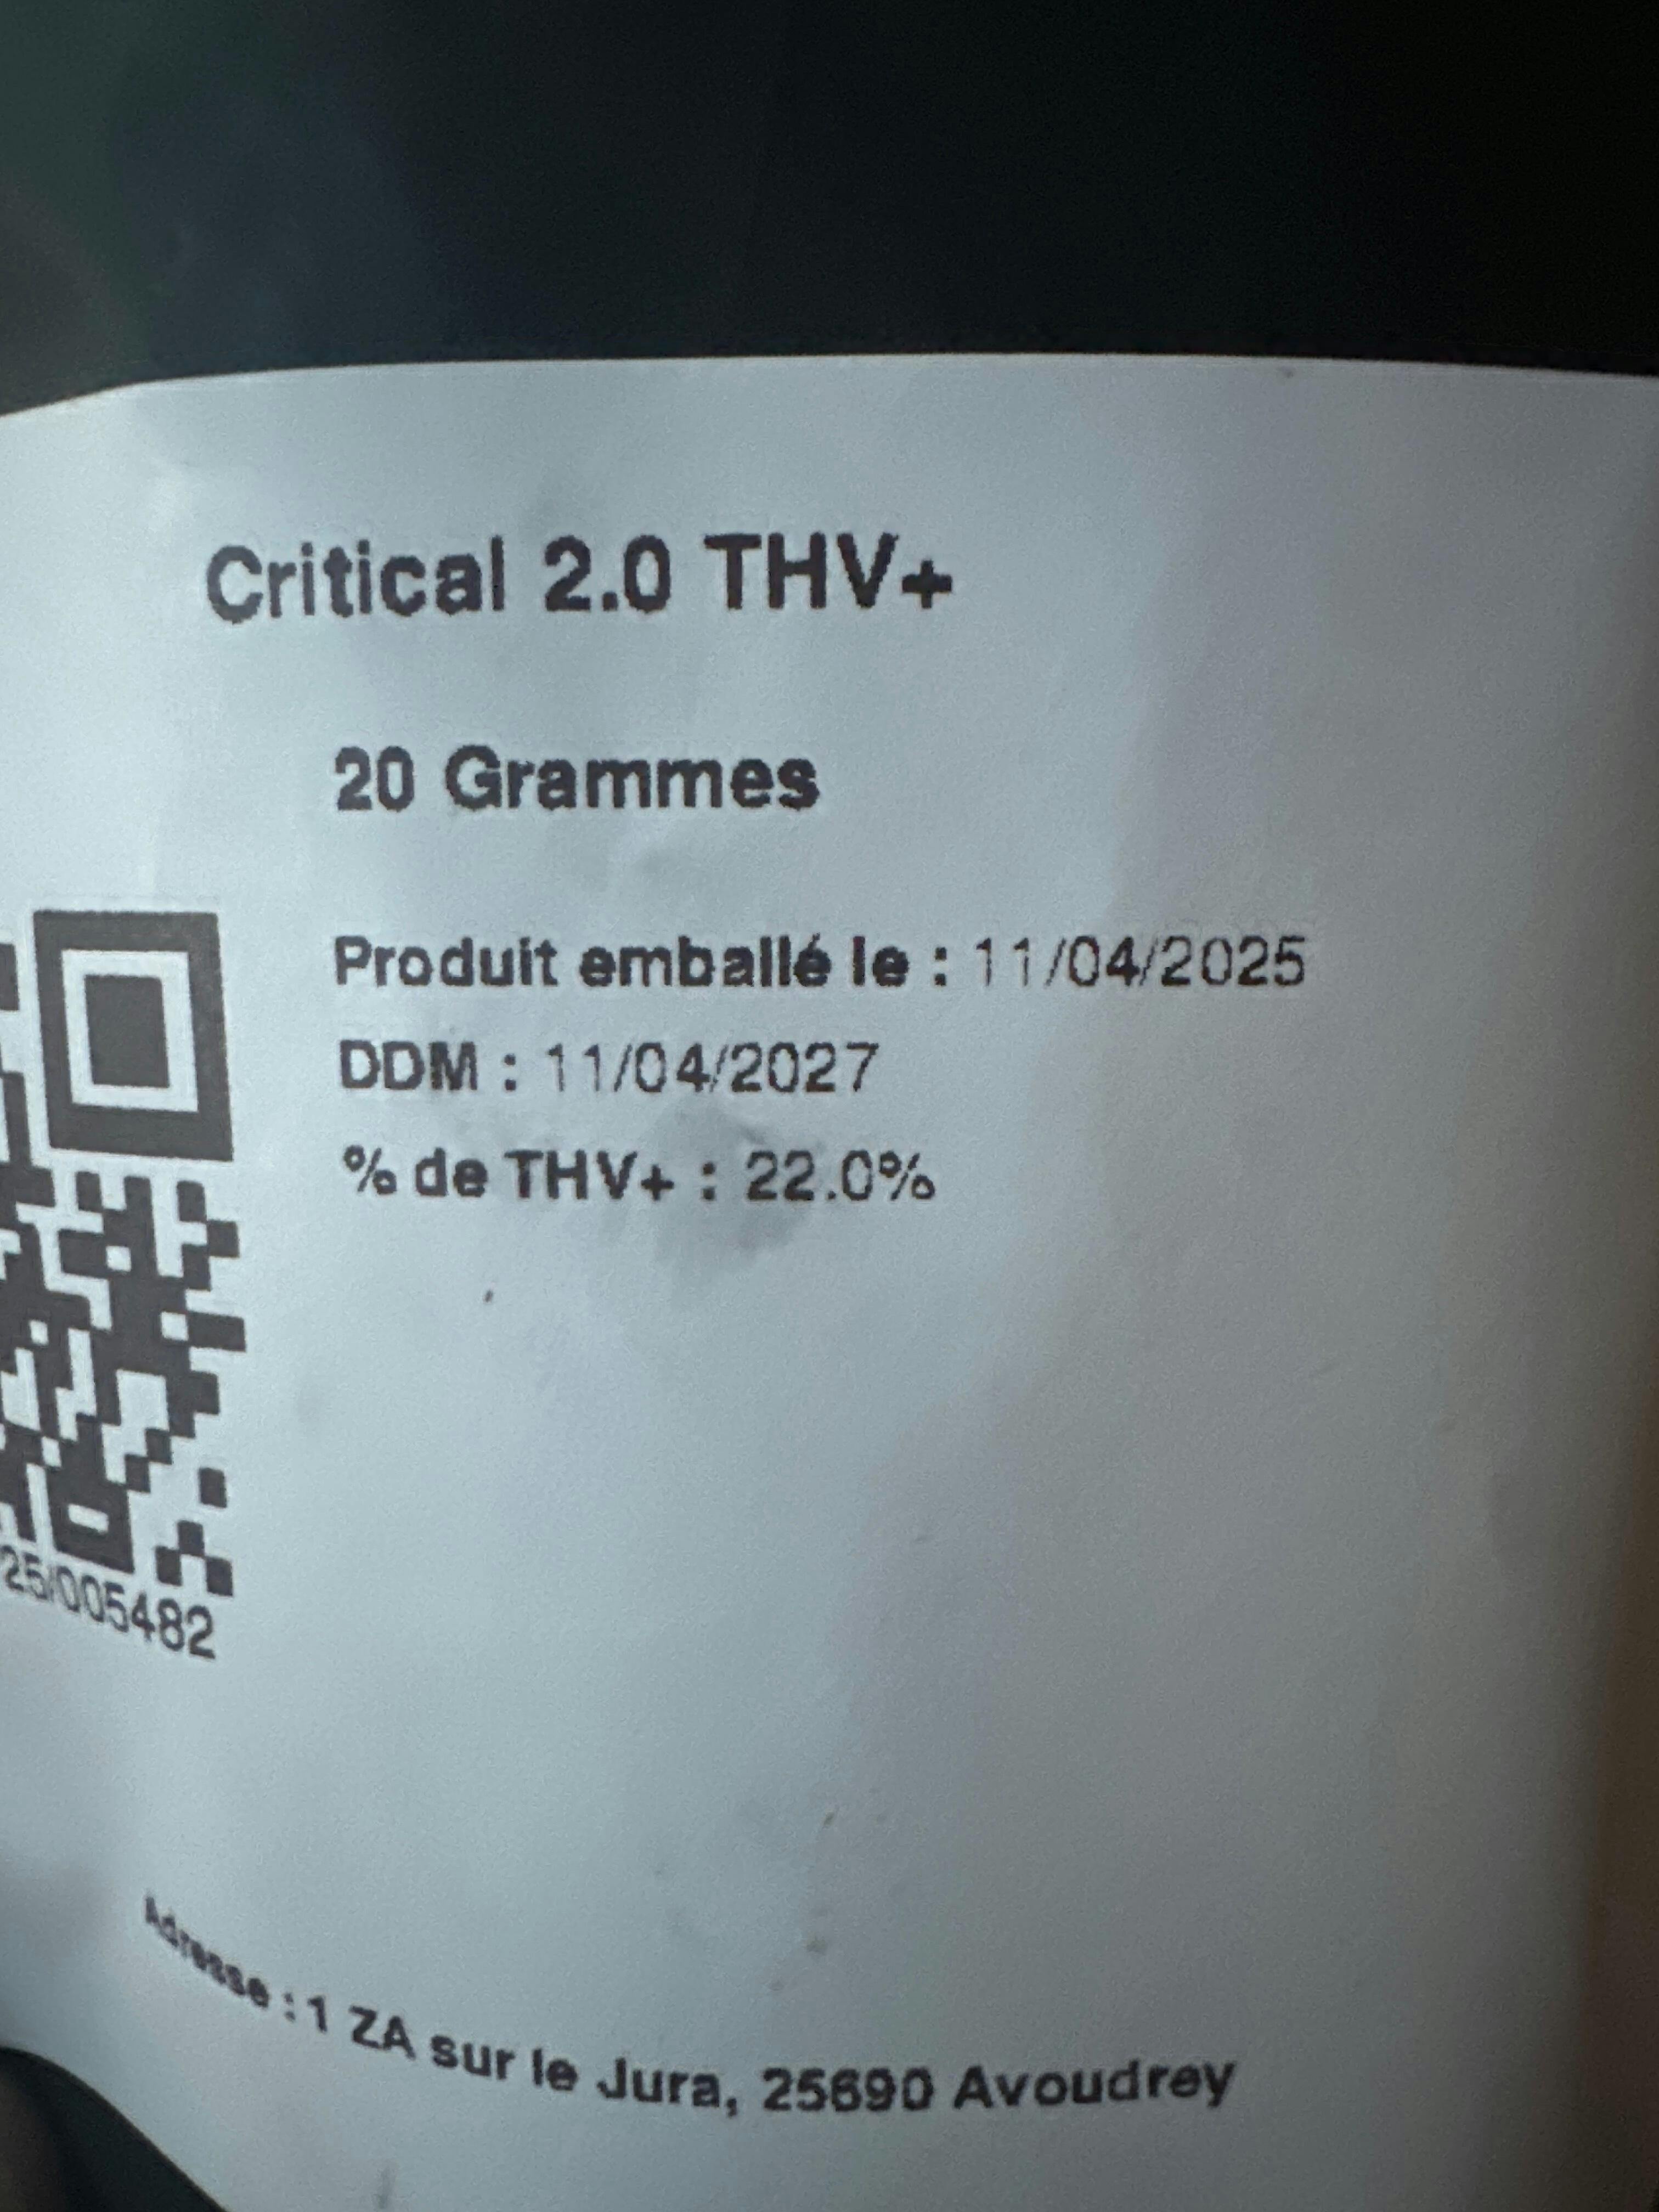 Critical 2.0 THV+
20 Grammes
Produit emballé le : 11/04/2025
DDM : 11/04/2027
% de THV+ : 22.0%
25/005482
Adresse : 1 ZA sur le Jura, 25690 Avoudrey